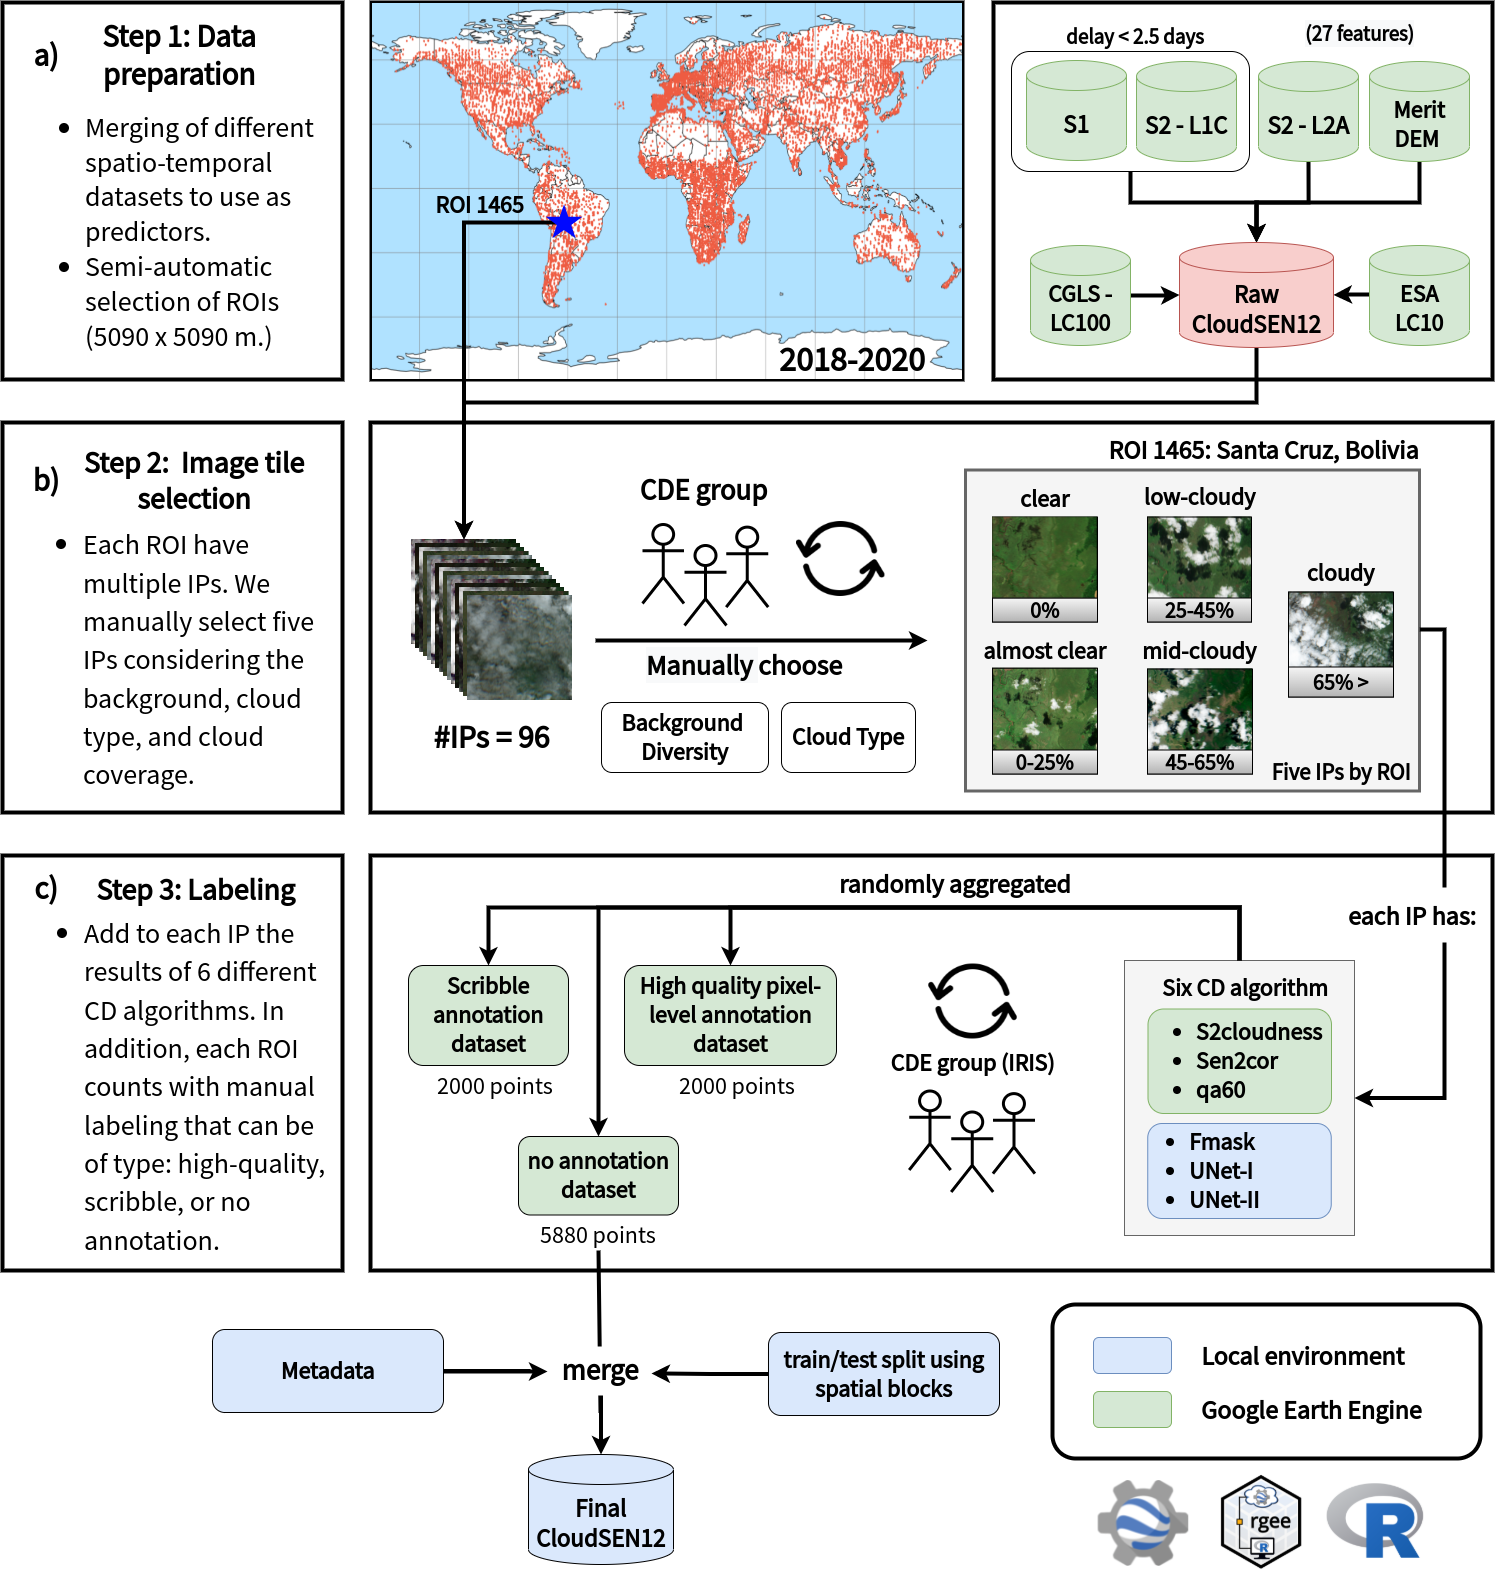 a)
Step 1: Data
preparation
• Merging of different
spatio-temporal
datasets to use as
predictors.
• Semi-automatic
selection of ROIs
(5090 x 5090 m.)
ROI 1465
2018-2020
delay < 2.5 days
(27 features)
S1
S2 - L1C
S2 - L2A
Merit
DEM
CGLS -
LC100
Raw
CloudSEN12
ESA
LC10
b)
Step 2: Image tile
selection
• Each ROI have
multiple IPs. We
manually select five
IPs considering the
background, cloud
type, and cloud
coverage.
#IPs = 96
CDE group
Manually choose
Background
Diversity
Cloud Type
ROI 1465: Santa Cruz, Bolivia
clear
0%
low-cloudy
25-45%
cloudy
65% >
almost clear
0-25%
mid-cloudy
45-65%
Five IPs by ROI
c)
Step 3: Labeling
• Add to each IP the
results of 6 different
CD algorithms. In
addition, each ROI
counts with manual
labeling that can be
of type: high-quality,
scribble, or no
annotation.
randomly aggregated
each IP has:
Scribble
annotation
dataset
2000 points
High quality pixel-
level annotation
dataset
2000 points
no annotation
dataset
5880 points
CDE group (IRIS)
Six CD algorithm
• S2cloudness
• Sen2cor
• qa60
• Fmask
• UNet-I
• UNet-II
Metadata
merge
train/test split using
spatial blocks
Final
CloudSEN12
Local environment
Google Earth Engine
rgee
R
R